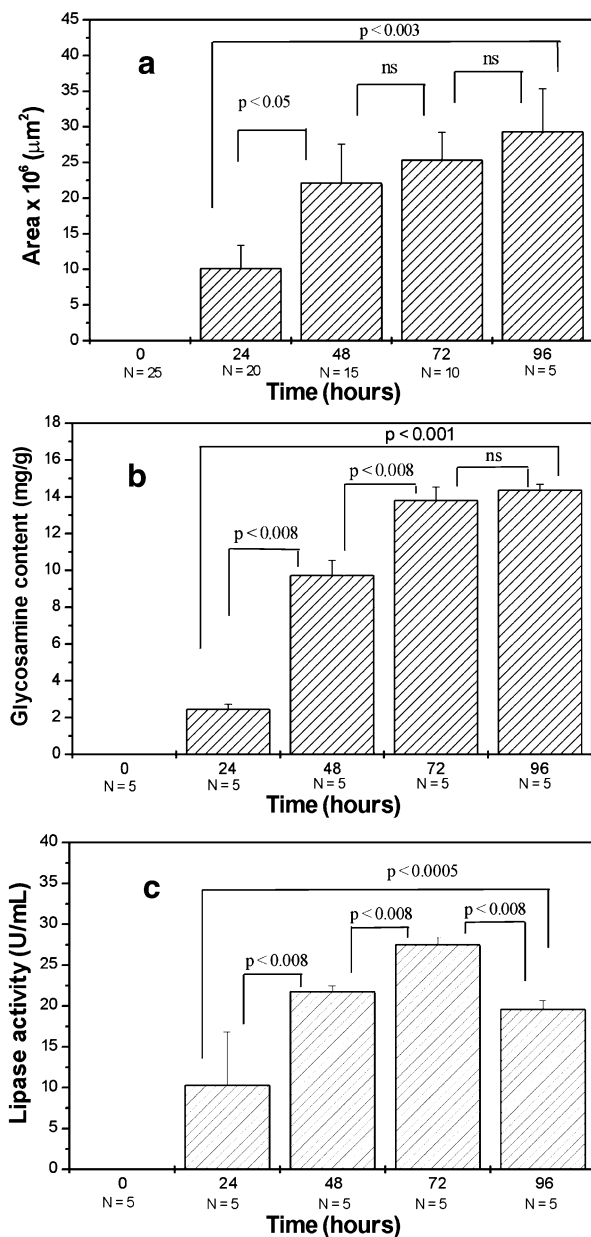 a
p < 0.003
ns
ns
p < 0.05
Area x 10⁶ (μm²)
45
40
35
30
25
20
15
10
5
0
0 24 48 72 96
N = 25 N = 20 N = 15 N = 10 N = 5
Time (hours)
b
p < 0.001
ns
p < 0.008
p < 0.008
Glycosamine content (mg/g)
18
16
14
12
10
8
6
4
2
0
0 24 48 72 96
N = 5 N = 5 N = 5 N = 5 N = 5
Time (hours)
c
p < 0.0005
p < 0.008
p < 0.008
p < 0.008
Lipase activity (U/mL)
40
35
30
25
20
15
10
5
0
0 24 48 72 96
N = 5 N = 5 N = 5 N = 5 N = 5
Time (hours)